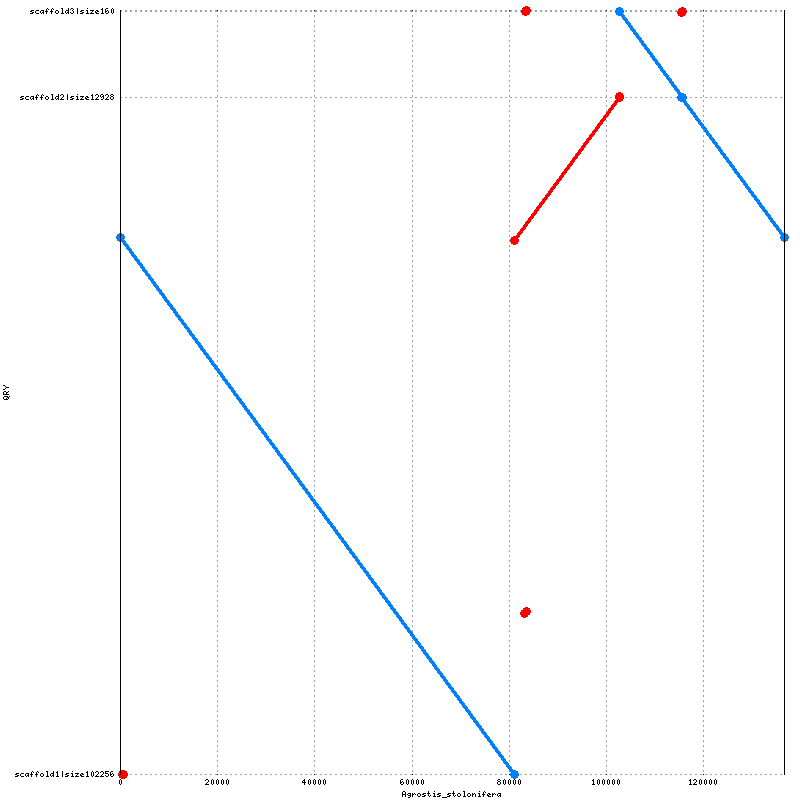 scaffold3|size160
scaffold2|size12928
QRY
scaffold1|size102256
0 20000 40000 60000 80000 100000 120000
Agrostis_stolonifera